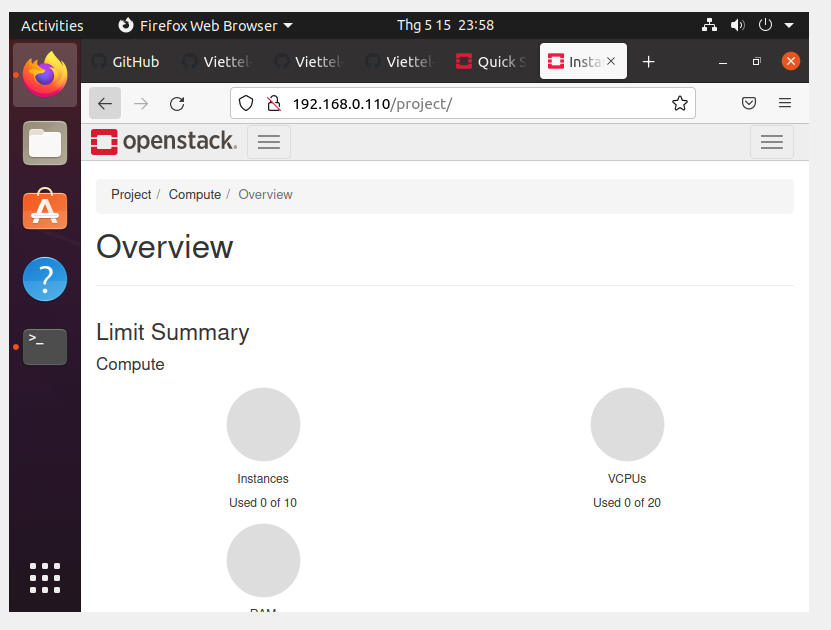 Activities Firefox Web Browser Thg 5 15 23:58
GitHub Viettel Viettel Viettel Quick S Insta
192.168.0.110/project/
openstack.
Project / Compute / Overview
Overview
Limit Summary
Compute
Instances VCPUs
Used 0 of 10 Used 0 of 20
RAM